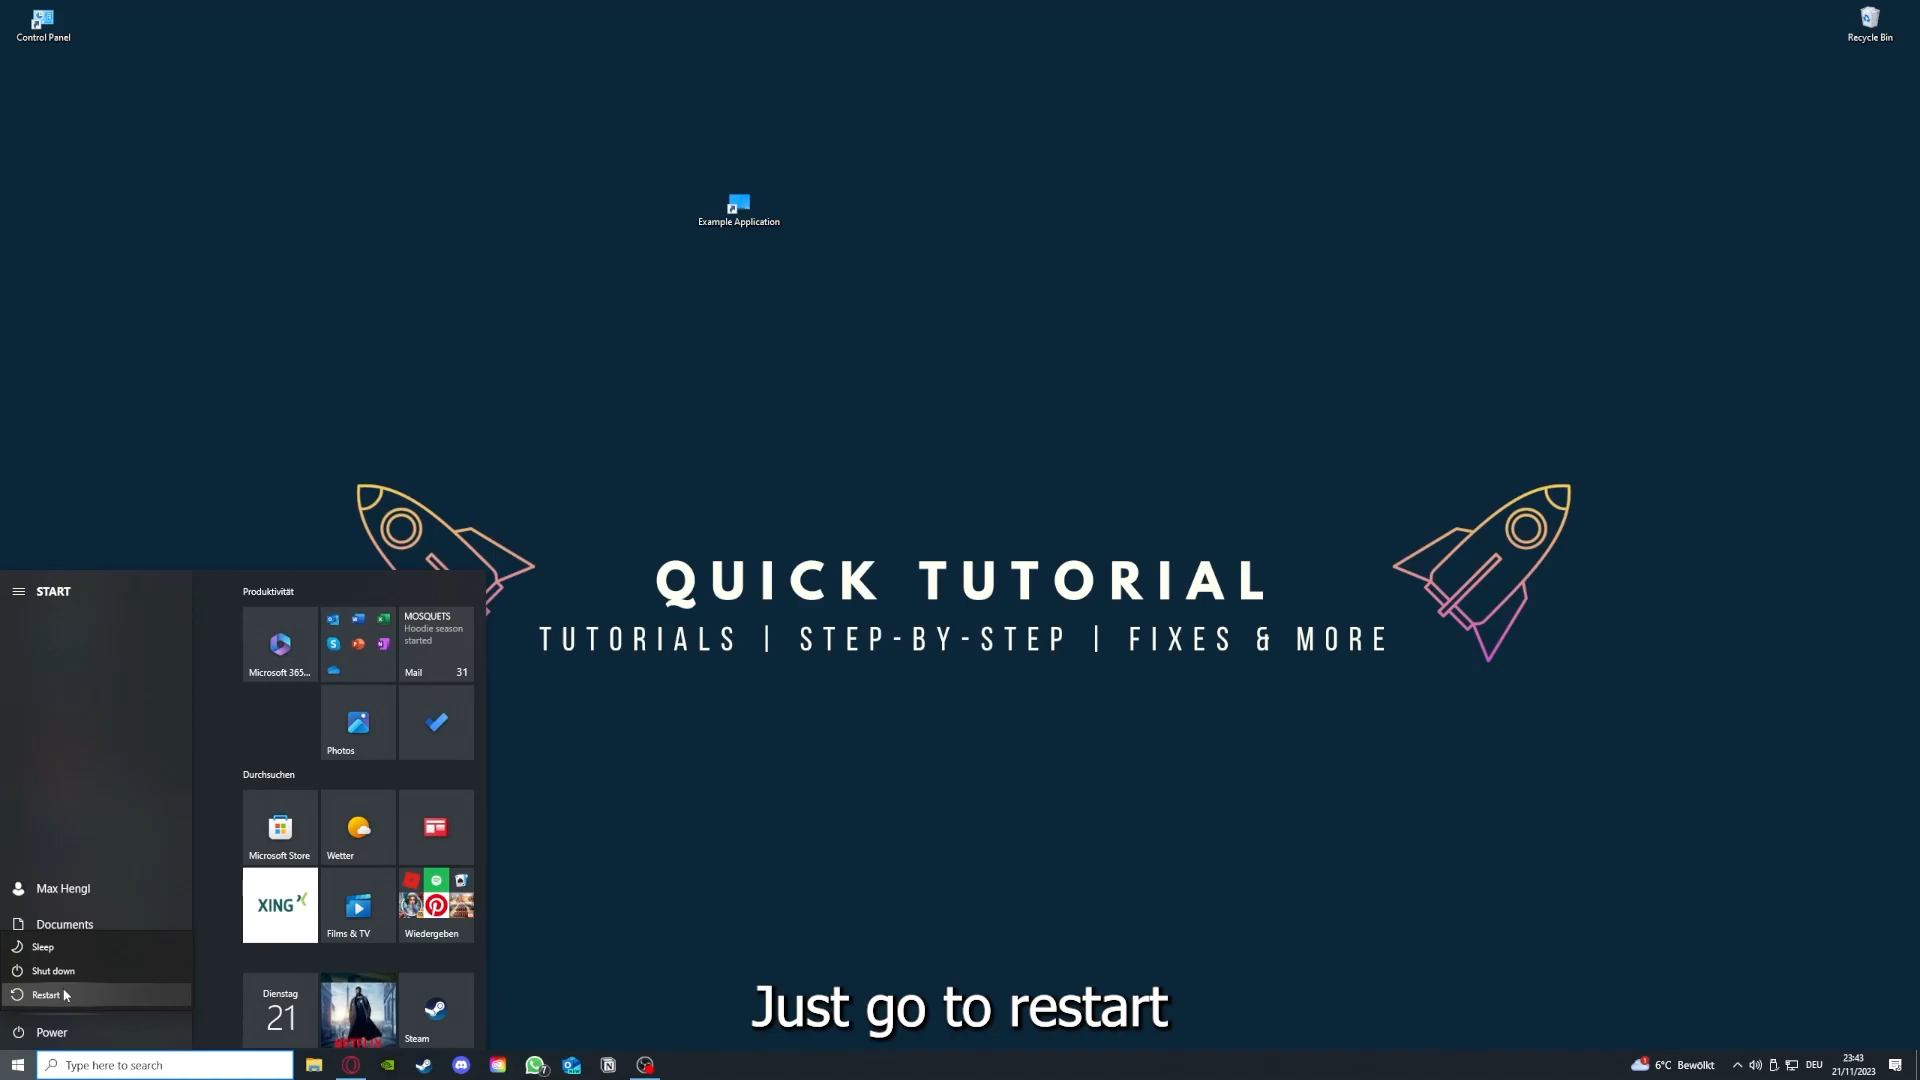 Control Panel
Recycle Bin
Example Application
QUICK TUTORIAL
TUTORIALS | STEP-BY-STEP | FIXES & MORE
START
Produktivität
Microsoft 365...
MOSQUETS
Hoodie season
started
Mail 31
Photos
Durchsuchen
Microsoft Store
Wetter
XING
Films & TV
Wiedergeben
Max Hengl
Documents
Sleep
Shut down
Restart
Power
Dienstag
21
NETFLIX
Steam
Just go to restart
Type here to search
7
1
6°C Bewölkt
DEU
23:43
21/11/2023